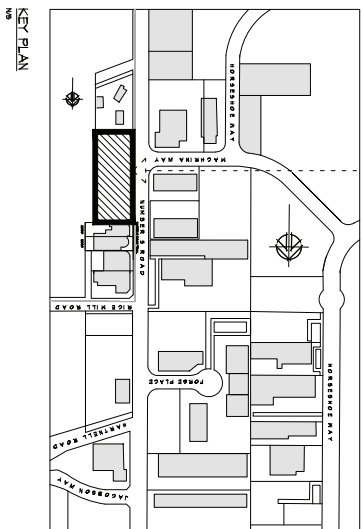 KEY PLAN
NTS
HORSESHOE WAY
MACHRINA WAY
NUMBER 5 ROAD
RICE MILL ROAD
FORGE PLACE
HORSESHOE WAY
HARTNELL ROAD
JACOBSON WAY